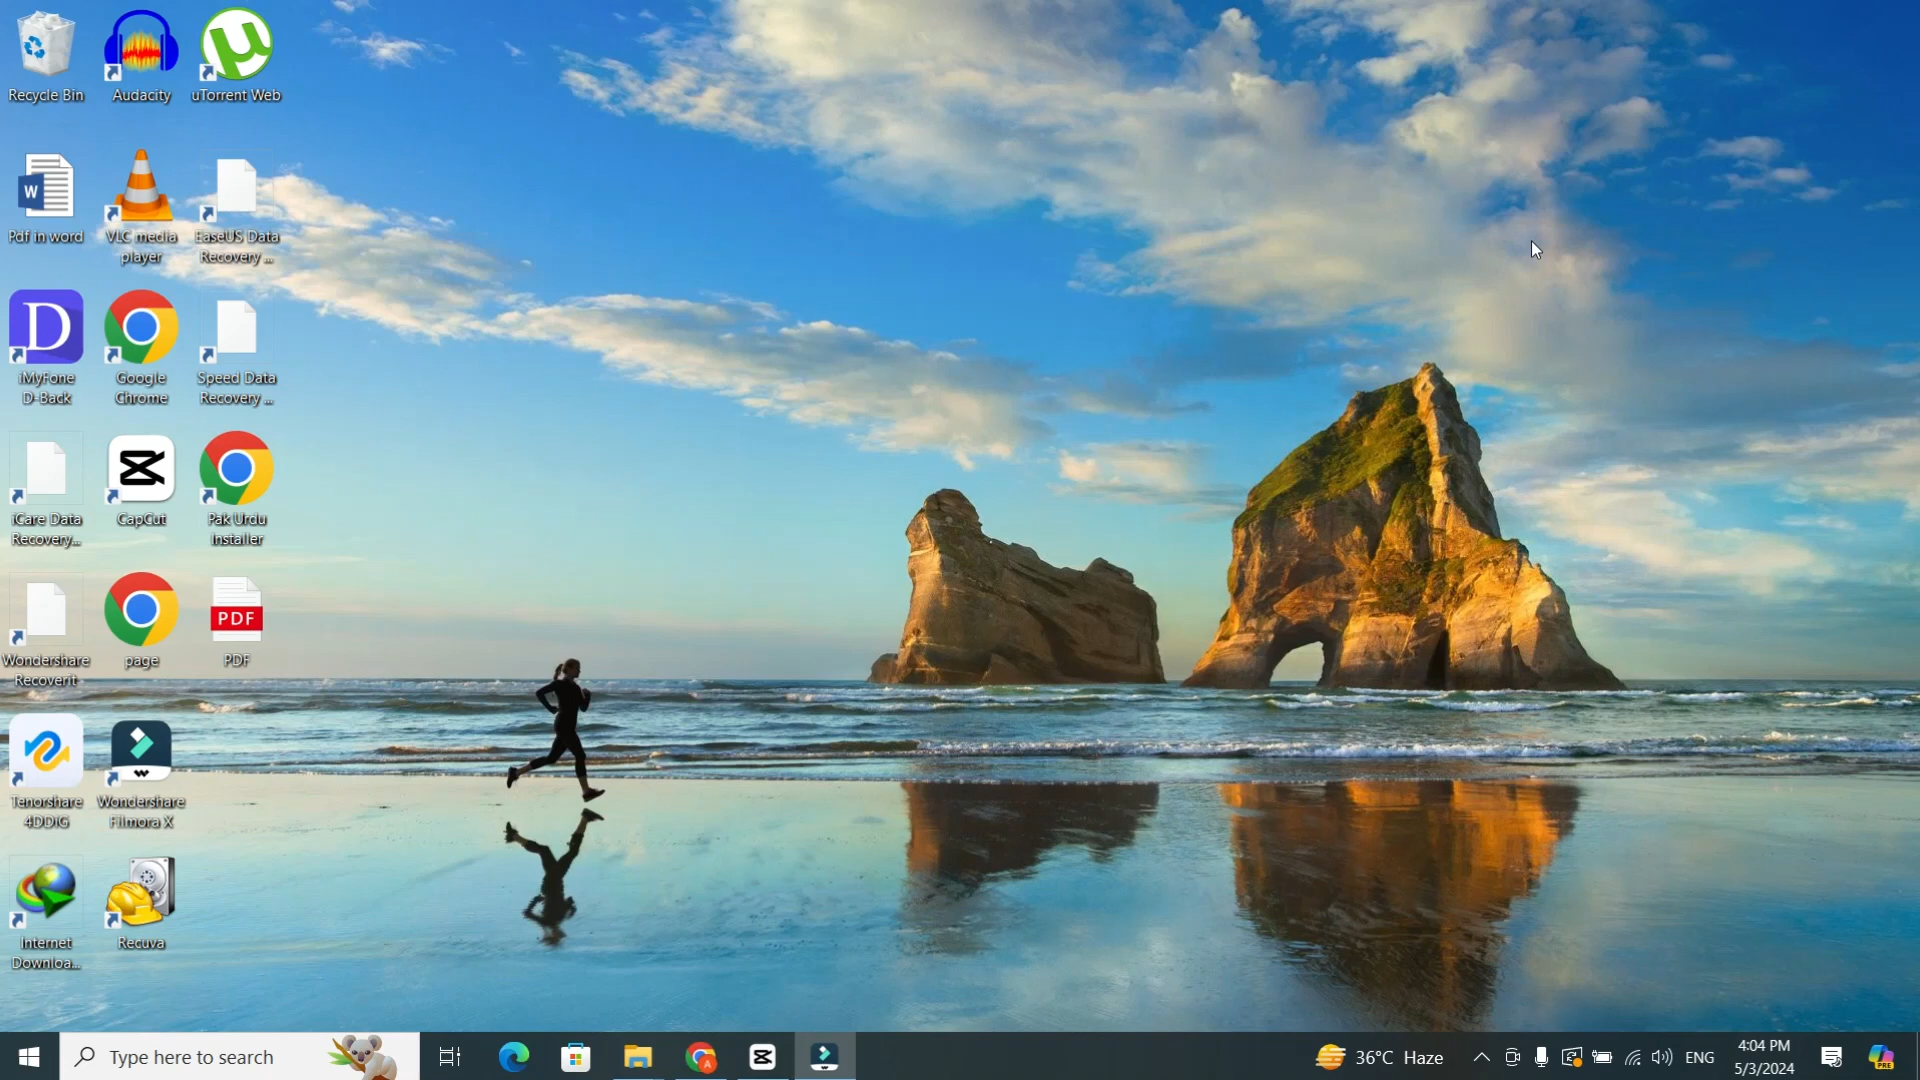 Recycle Bin
Audacity
uTorrent Web
W
Pdf in word
VLC media
player
EaseUS Data
Recovery ...
D
iMyFone
D-Back
Google
Chrome
Speed Data
Recovery ...
iCare Data
Recovery...
CapCut
Pak Urdu
Installer
Wondershare
Recoverit
page
PDF
PDF
Tenorshare
4DDiG
Wondershare
Filmora X
Internet
Downloa...
Recuva
Type here to search
A
36°C Haze
ENG
4:04 PM
5/3/2024
PRE